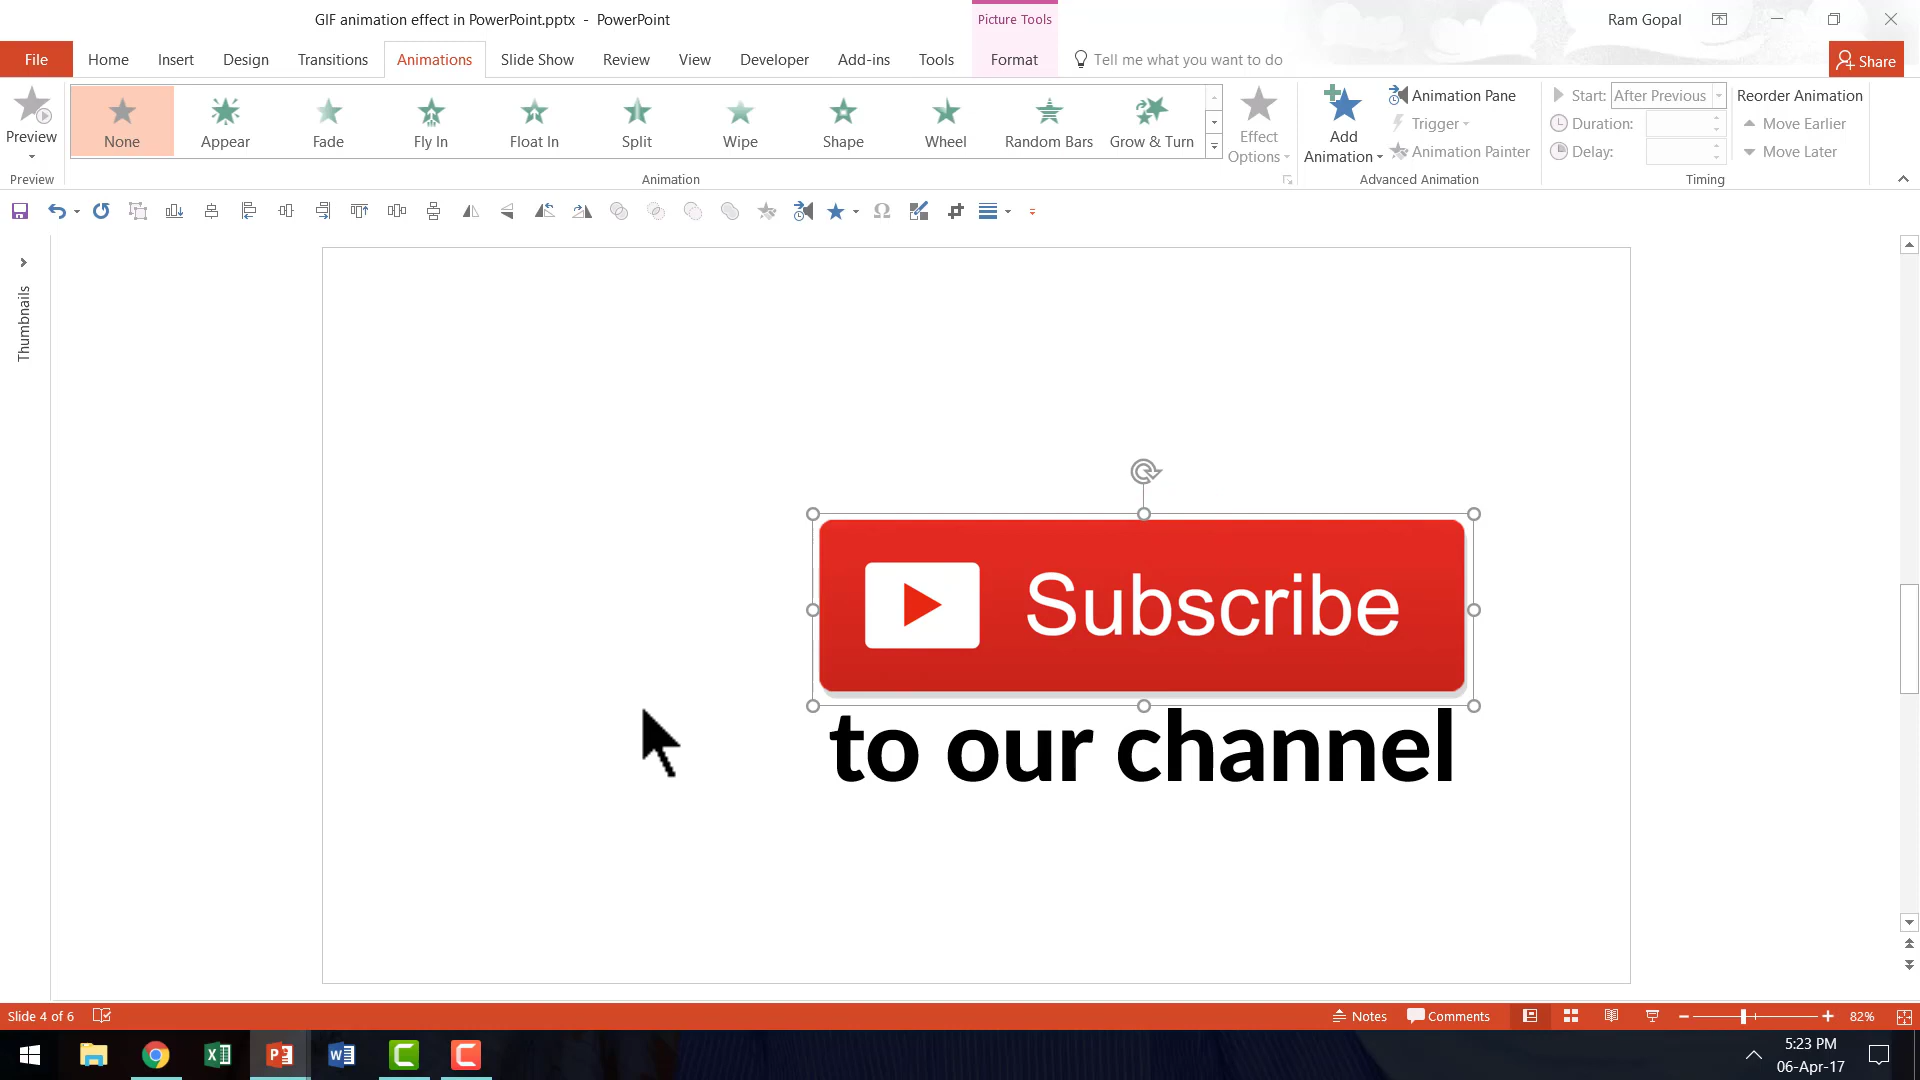 GIF animation effect in PowerPoint.pptx - PowerPoint
Picture Tools
Ram Gopal
File
Home
Insert
Design
Transitions
Animations
Slide Show
Review
View
Developer
Add-ins
Tools
Format
Tell me what you want to do
Share
Preview
None
Appear
Fade
Fly In
Float In
Split
Wipe
Shape
Wheel
Random Bars
Grow & Turn
Effect
Options
Add
Animation
Animation Pane
Trigger
Animation Painter
Start: After Previous
Duration:
Delay:
Reorder Animation
Move Earlier
Move Later
Preview
Animation
Advanced Animation
Timing
Thumbnails
Subscribe
to our channel
Slide 4 of 6
Notes
Comments
82%
5:23 PM
06-Apr-17